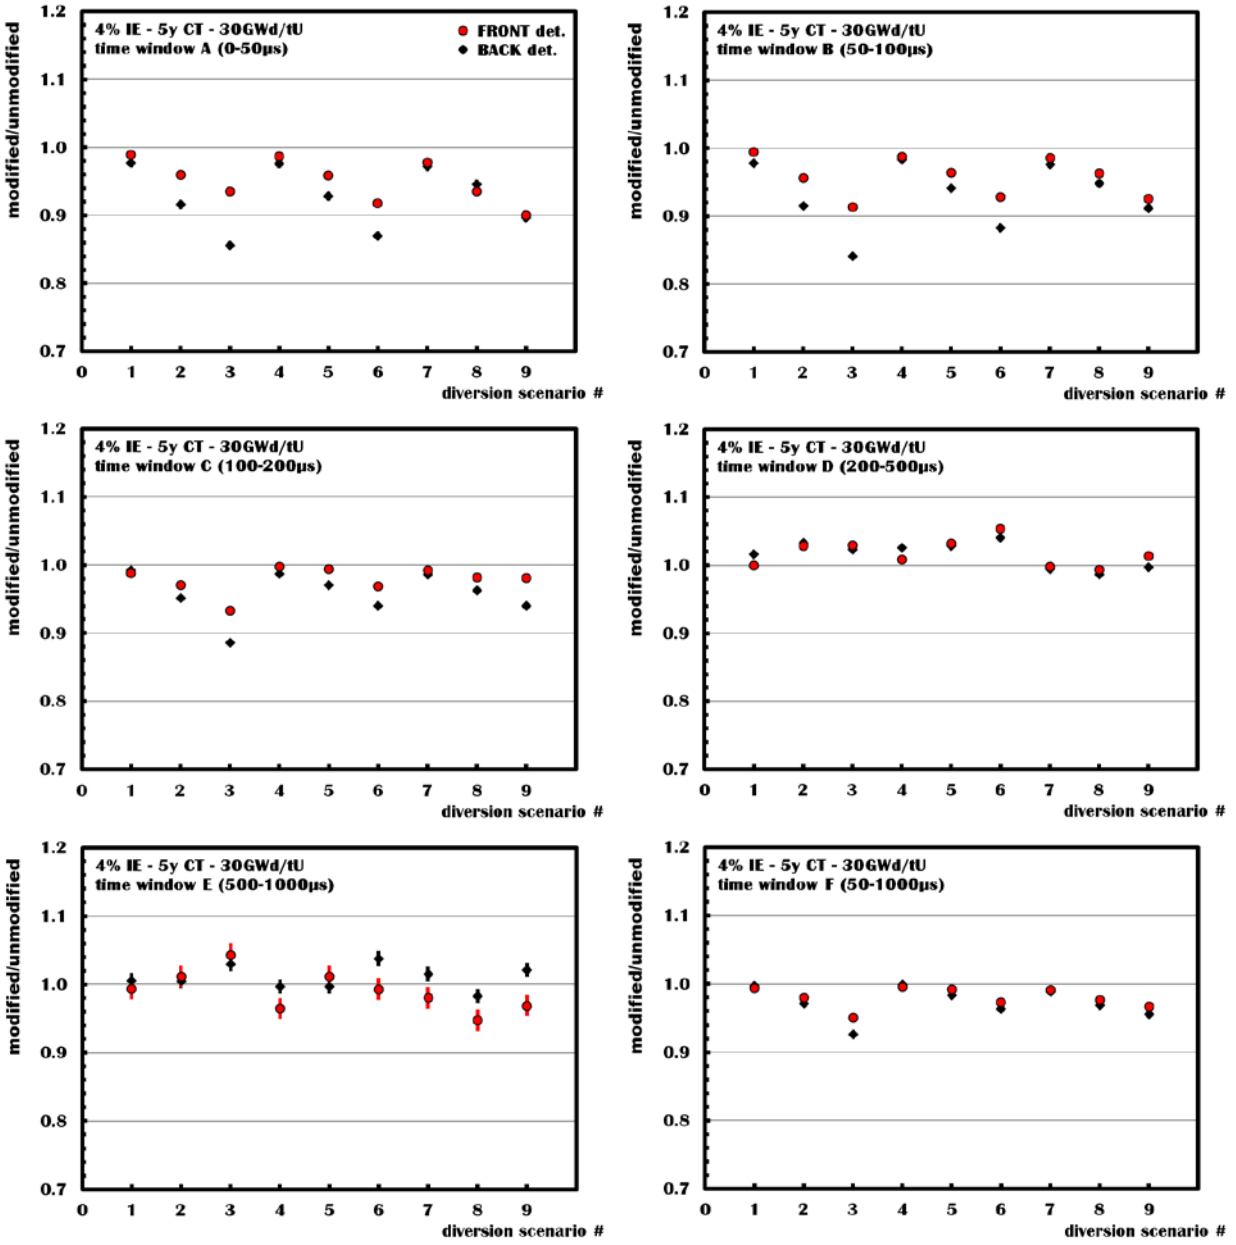 4% IE - 5y CT - 30GWd/tU
time window A (0-50µs)
FRONT det.
BACK det.
modified/unmodified
1.2
1.1
1.0
0.9
0.8
0.7
0 1 2 3 4 5 6 7 8 9
diversion scenario #
4% IE - 5y CT - 30GWd/tU
time window B (50-100µs)
modified/unmodified
1.2
1.1
1.0
0.9
0.8
0.7
0 1 2 3 4 5 6 7 8 9
diversion scenario #
4% IE - 5y CT - 30GWd/tU
time window C (100-200µs)
modified/unmodified
1.2
1.1
1.0
0.9
0.8
0.7
0 1 2 3 4 5 6 7 8 9
diversion scenario #
4% IE - 5y CT - 30GWd/tU
time window D (200-500µs)
modified/unmodified
1.2
1.1
1.0
0.9
0.8
0.7
0 1 2 3 4 5 6 7 8 9
diversion scenario #
4% IE - 5y CT - 30GWd/tU
time window E (500-1000µs)
modified/unmodified
1.2
1.1
1.0
0.9
0.8
0.7
0 1 2 3 4 5 6 7 8 9
diversion scenario #
4% IE - 5y CT - 30GWd/tU
time window F (50-1000µs)
modified/unmodified
1.2
1.1
1.0
0.9
0.8
0.7
0 1 2 3 4 5 6 7 8 9
diversion scenario #